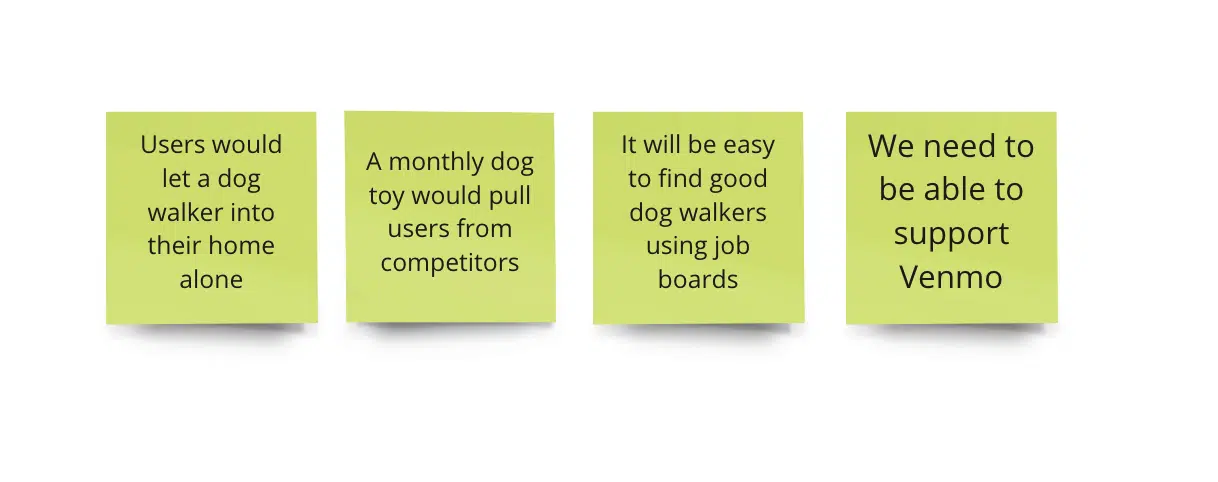 Users would
let a dog
walker into
their home
alone
A monthly dog
toy would pull
users from
competitors
It will be easy
to find good
dog walkers
using job
boards
We need to
be able to
support
Venmo